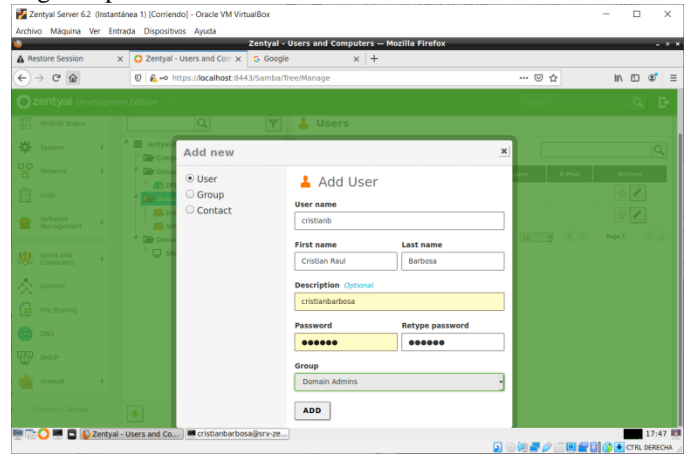 Zentyal Server 6.2 (Instantánea 1) [Corriendo] - Oracle VM VirtualBox
Archivo Máquina Ver Entrada Dispositivos Ayuda
Zentyal - Users and Computers — Mozilla Firefox
Restore Session
Zentyal - Users and Com
Google
https://localhost:8443/Samba/Tree/Manage
zentyal Development Edition
Module Status
Users
System
Network
Logs
Software
Management
Users and
Computers
Domain
File Sharing
DNS
DHCP
Firewall
E-Mail
Actions
Page 1
Add new
User
Group
Contact
Add User
User name
cristianb
First name Last name
Cristian Raul Barbosa
Description Optional
cristianbarbosa
Password Retype password
●●●●●● ●●●●●●
Group
Domain Admins
ADD
Zentyal - Users and Co...
cristianbarbosa@srv-ze...
17:47
CTRL DERECHA